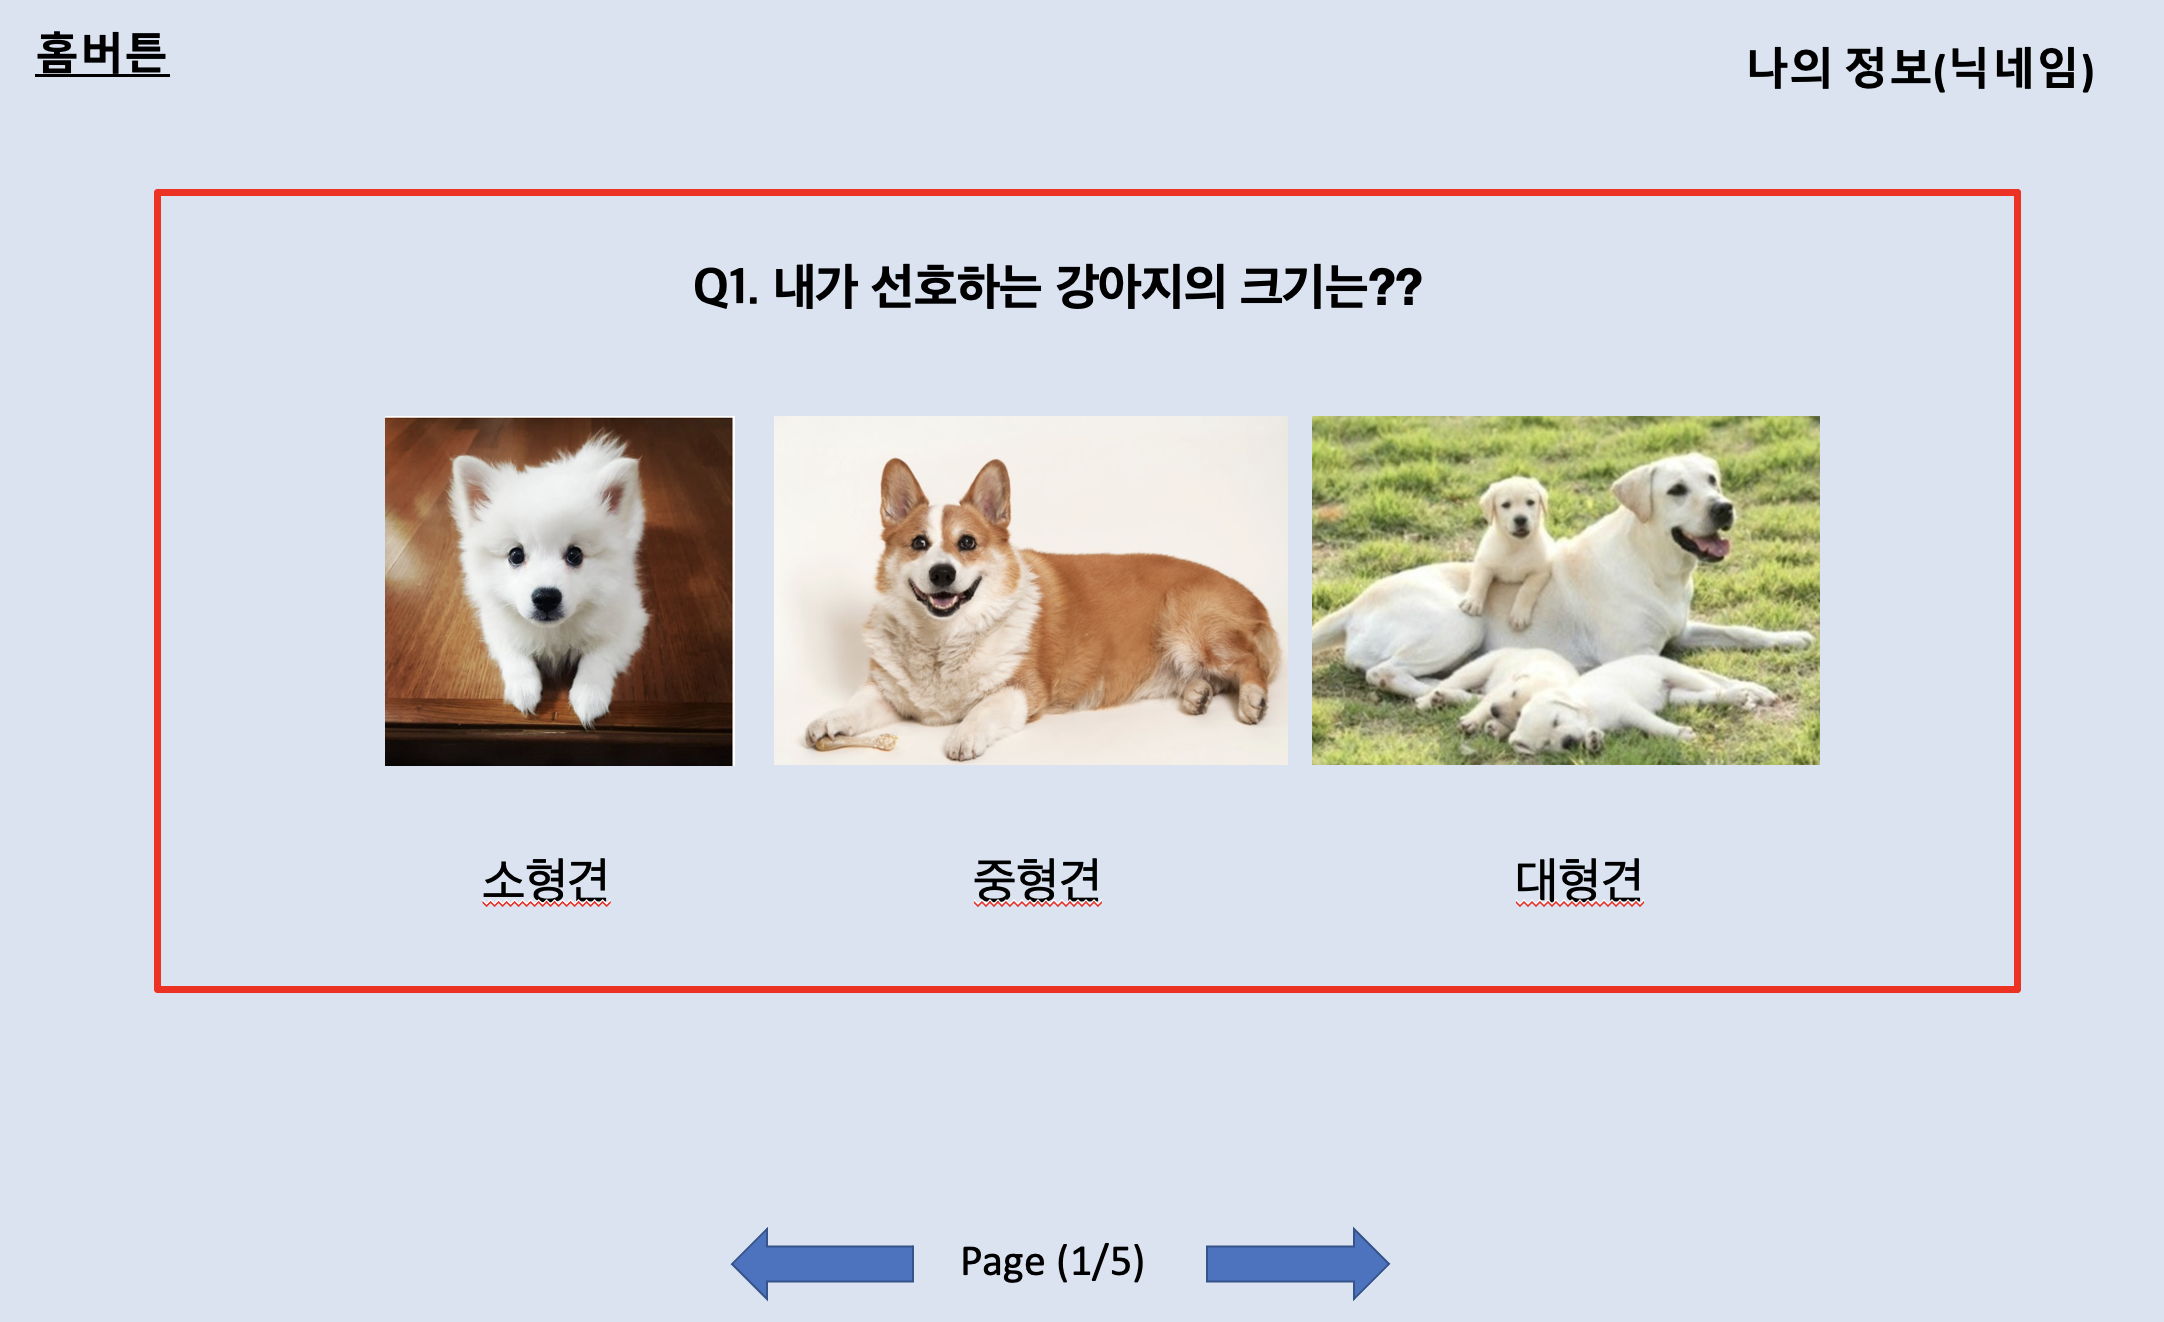 홈버튼
나의 정보(닉네임)
Q1. 내가 선호하는 강아지의 크기는??
소형견
중형견
대형견
Page (1/5)